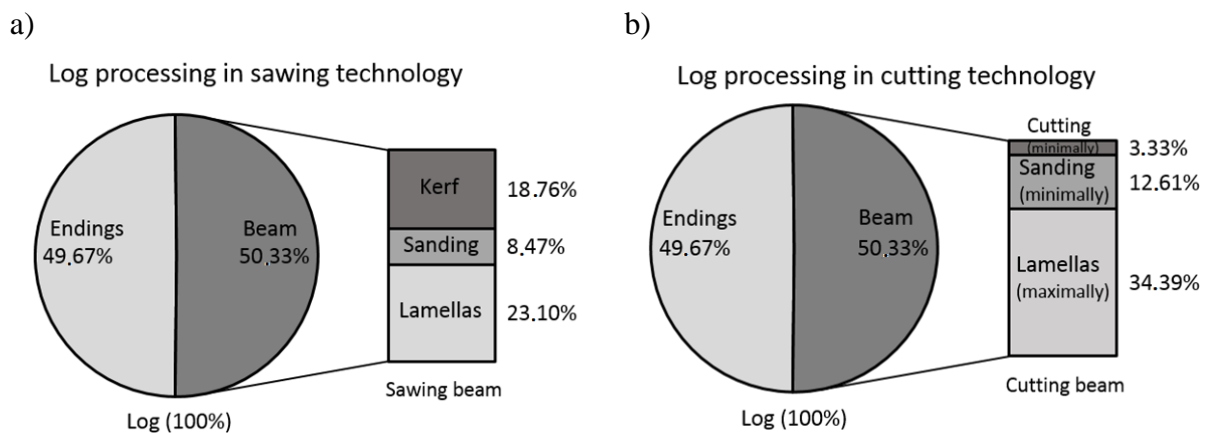 a)
Log processing in sawing technology
Endings
49.67%
Beam
50.33%
Kerf
18.76%
Sanding
8.47%
Lamellas
23.10%
Sawing beam
Log (100%)
b)
Log processing in cutting technology
Endings
49.67%
Beam
50.33%
Cutting
(minimally)
3.33%
Sanding
(minimally)
12.61%
Lamellas
(maximally)
34.39%
Cutting beam
Log (100%)